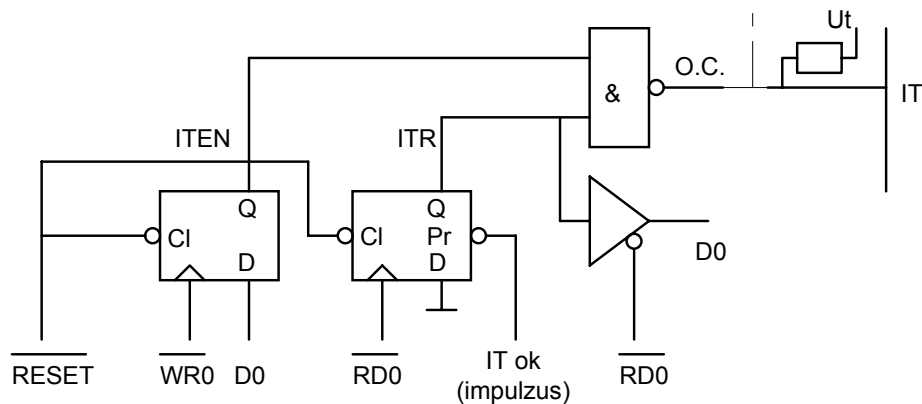 Ut
O.C.
IT
&
ITEN
ITR
Q
Cl
D
Q
Cl
Pr
D
D0
RESET
WR0
D0
RD0
IT ok
(impulzus)
RD0